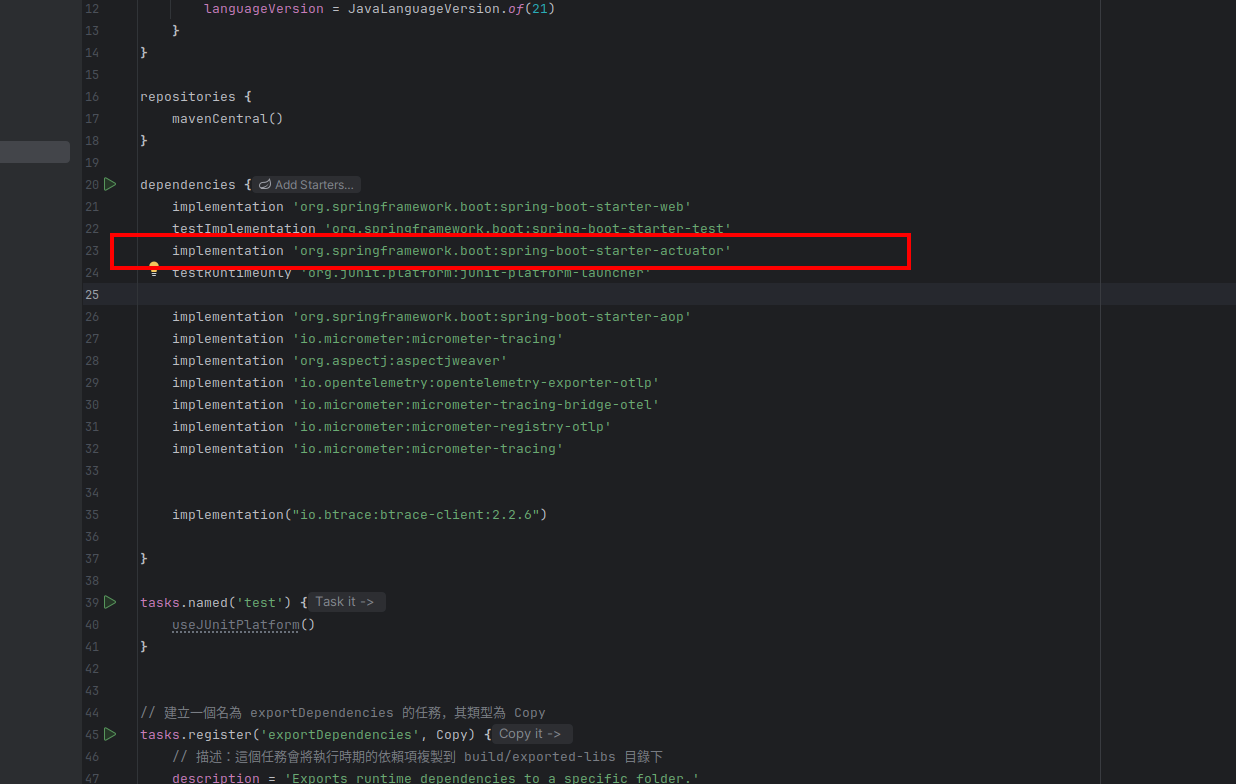 12 languageVersion = JavaLanguageVersion.of(21)
13 }
14 }
15
16 repositories {
17 mavenCentral()
18 }
19
20 dependencies { Add Starters...
21 implementation 'org.springframework.boot:spring-boot-starter-web'
22 testImplementation 'org.springframework.boot:spring-boot-starter-test'
23 implementation 'org.springframework.boot:spring-boot-starter-actuator'
24 testRuntimeOnly 'org.junit.platform:junit-platform-launcher'
25
26 implementation 'org.springframework.boot:spring-boot-starter-aop'
27 implementation 'io.micrometer:micrometer-tracing'
28 implementation 'org.aspectj:aspectjweaver'
29 implementation 'io.opentelemetry:opentelemetry-exporter-otlp'
30 implementation 'io.micrometer:micrometer-tracing-bridge-otel'
31 implementation 'io.micrometer:micrometer-registry-otlp'
32 implementation 'io.micrometer:micrometer-tracing'
33
34
35 implementation("io.btrace:btrace-client:2.2.6")
36
37 }
38
39 tasks.named('test') { Task it ->
40 useJUnitPlatform()
41 }
42
43
44 // 建立一個名為 exportDependencies 的任務，其類型為 Copy
45 tasks.register('exportDependencies', Copy) { Copy it ->
46 // 描述：這個任務會將執行時期的依賴項複製到 build/exported-libs 目錄下
47 description = 'Exports runtime dependencies to a specific folder.'